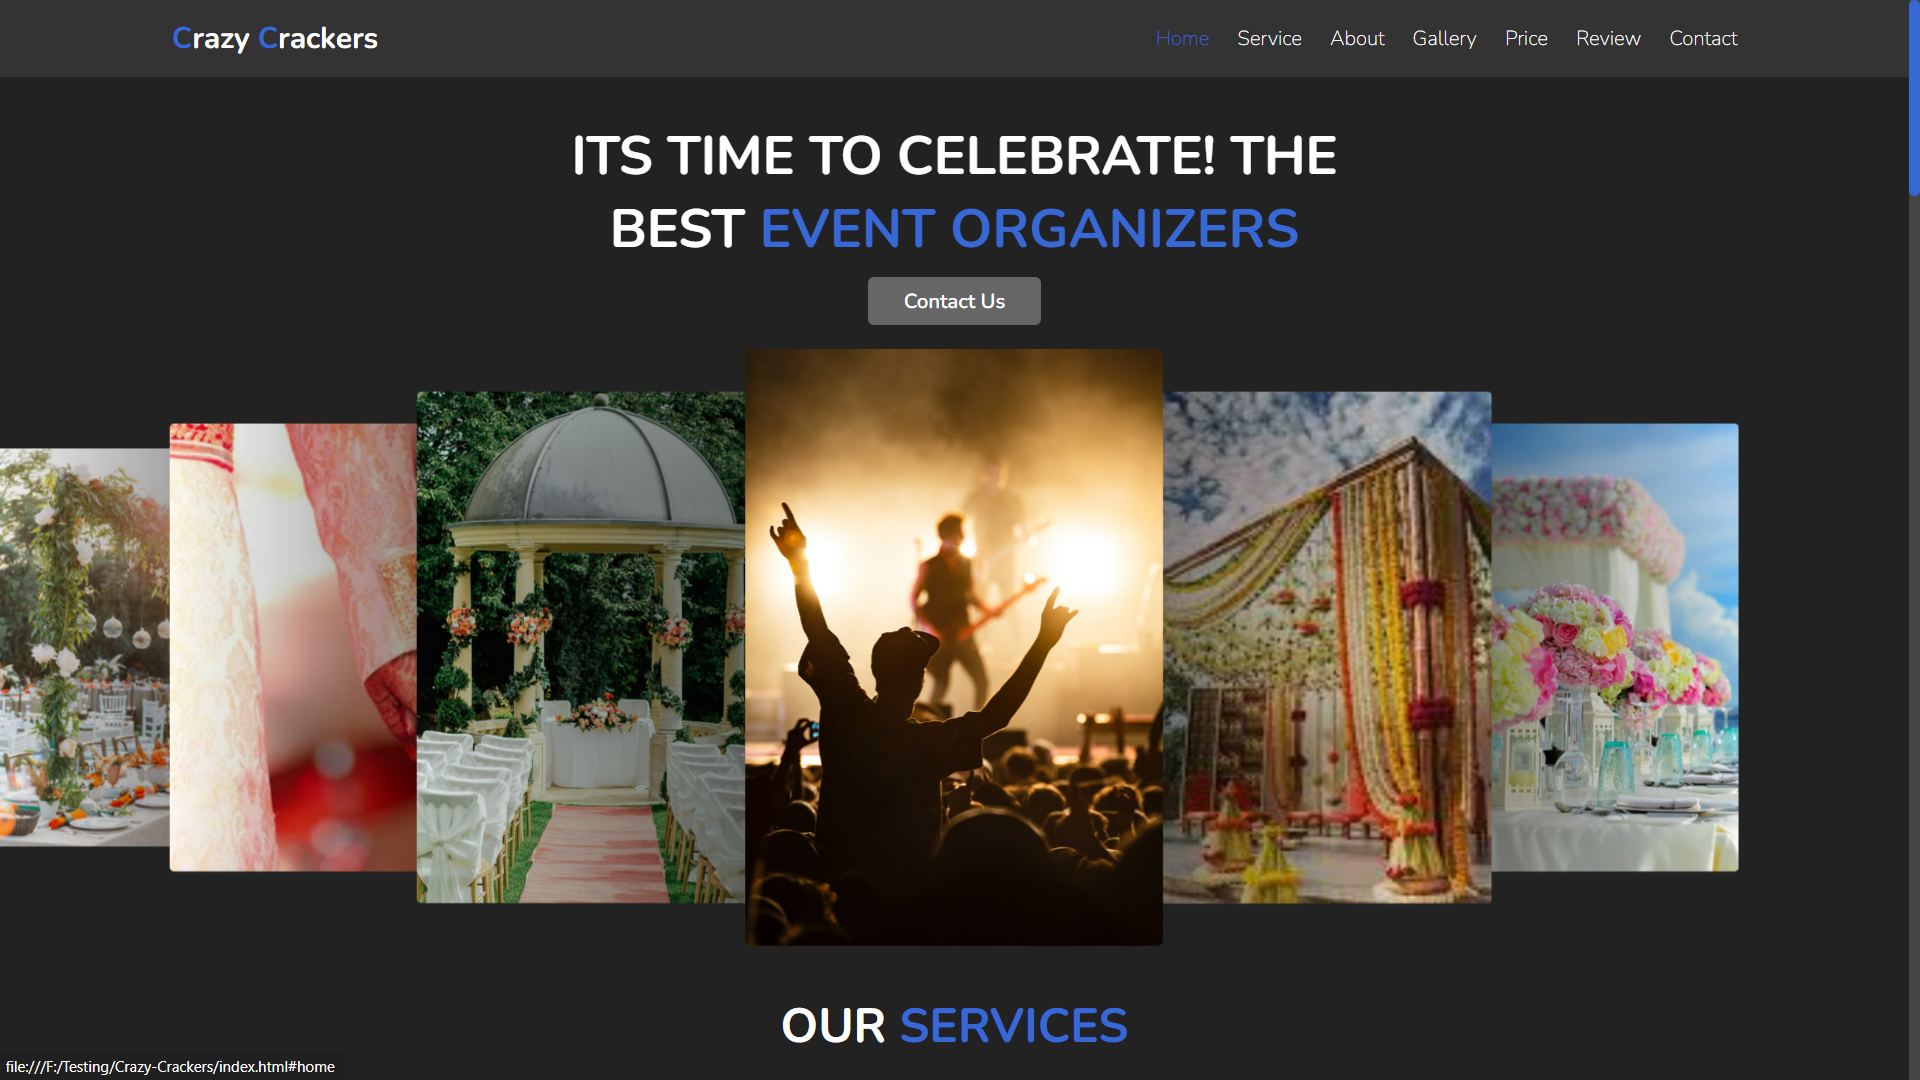 Crazy Crackers
Home Service About Gallery Price Review Contact
ITS TIME TO CELEBRATE! THE
BEST EVENT ORGANIZERS
Contact Us
OUR SERVICES
file:///F:/Testing/Crazy-Crackers/index.html#home